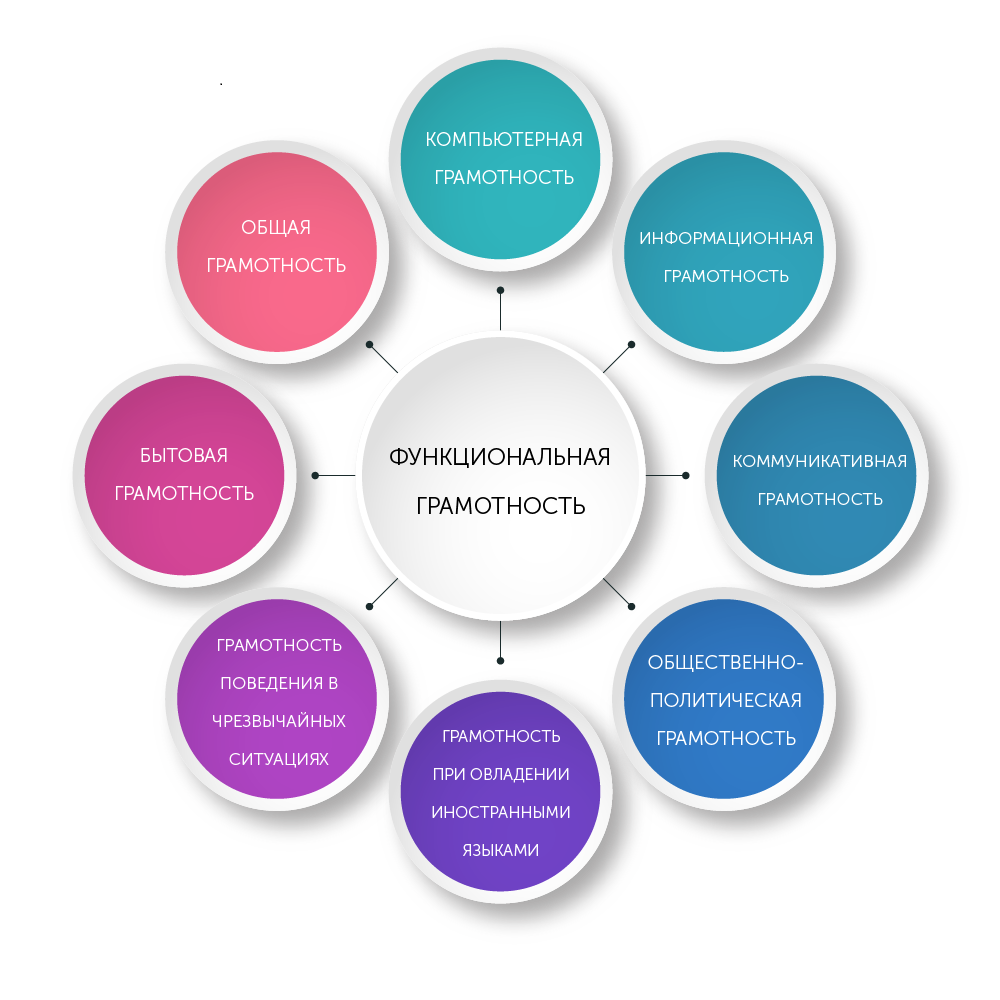 КОМПЬЮТЕРНАЯ
ГРАМОТНОСТЬ
ОБЩАЯ
ГРАМОТНОСТЬ
ИНФОРМАЦИОННАЯ
ГРАМОТНОСТЬ
БЫТОВАЯ
ГРАМОТНОСТЬ
ФУНКЦИОНАЛЬНАЯ
ГРАМОТНОСТЬ
КОММУНИКАТИВНАЯ
ГРАМОТНОСТЬ
ГРАМОТНОСТЬ
ПОВЕДЕНИЯ В
ЧРЕЗВЫЧАЙНЫХ
СИТУАЦИЯХ
ГРАМОТНОСТЬ
ПРИ ОВЛАДЕНИИ
ИНОСТРАННЫМИ
ЯЗЫКАМИ
ОБЩЕСТВЕННО-
ПОЛИТИЧЕСКАЯ
ГРАМОТНОСТЬ